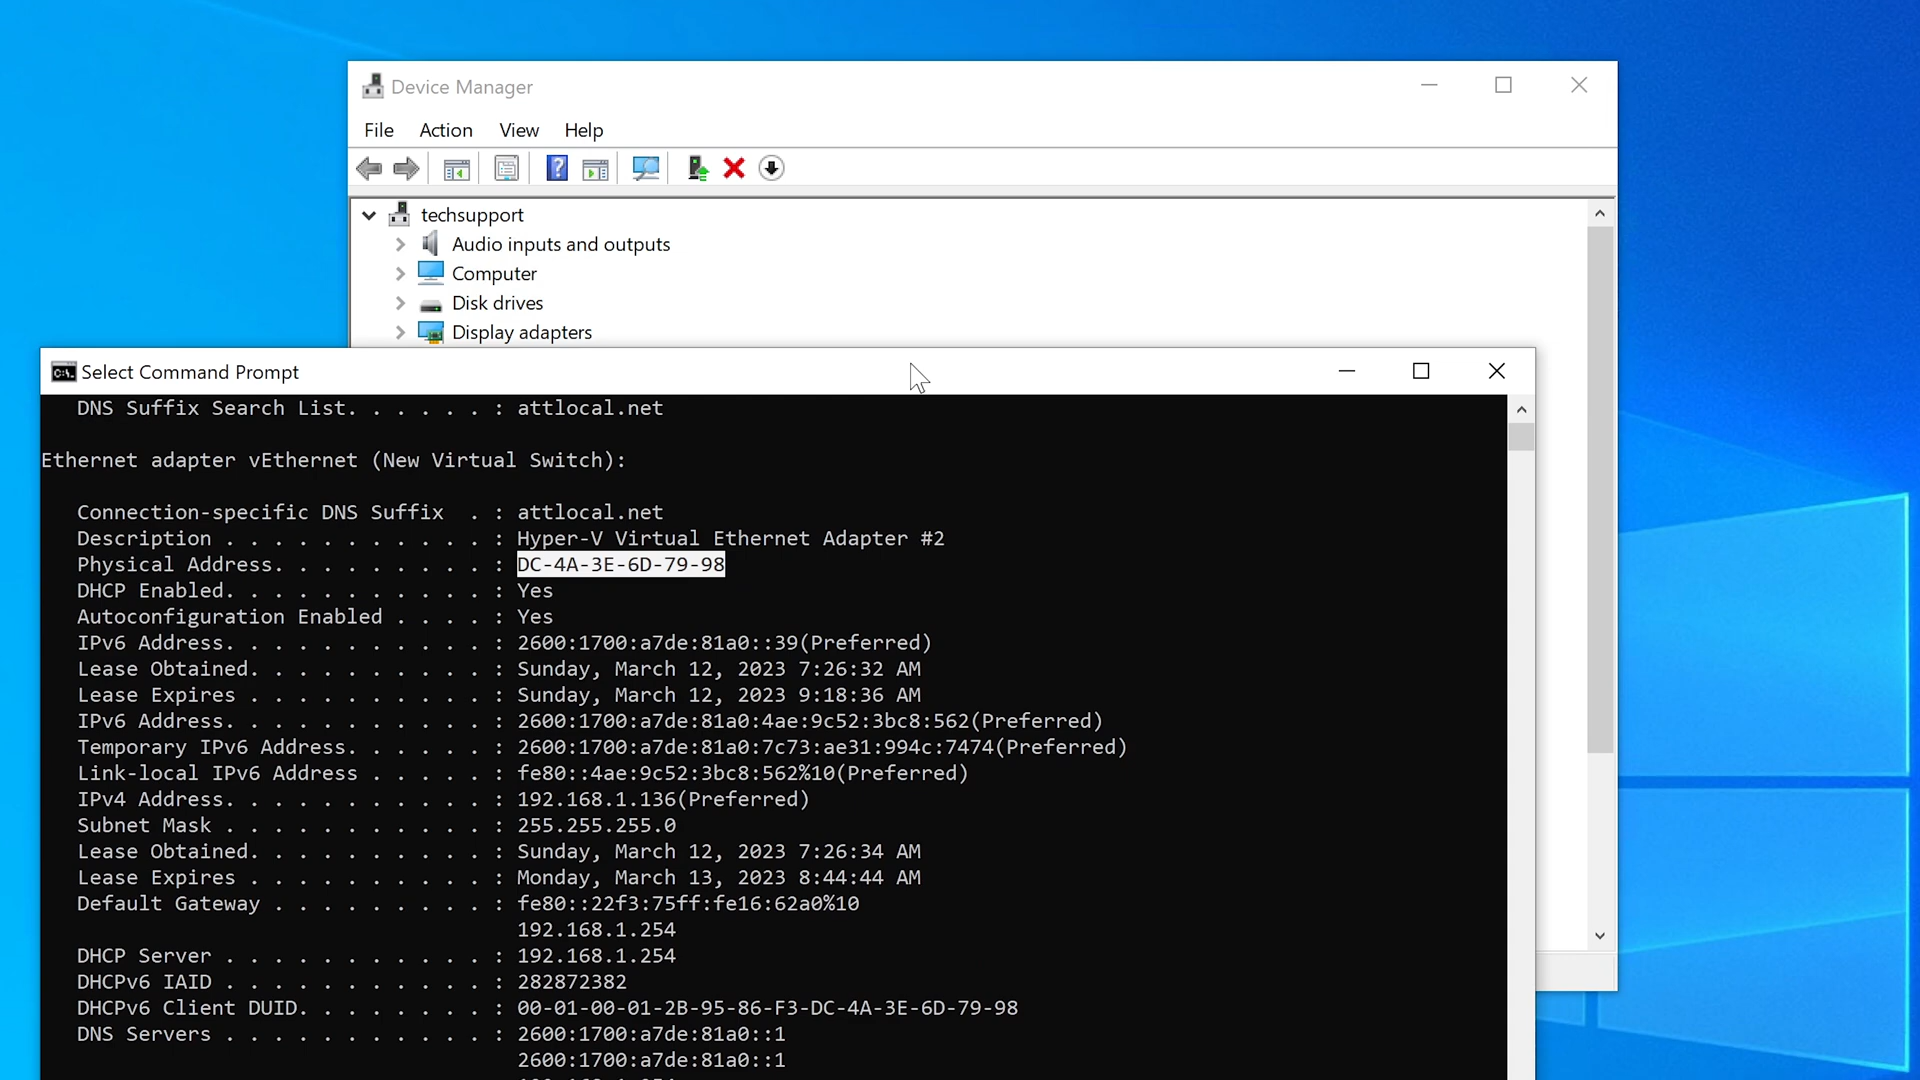 Device Manager
File Action View Help
techsupport
Audio inputs and outputs
Computer
Disk drives
Display adapters
C:\.
Select Command Prompt
DNS Suffix Search List. . . . . . : attlocal.net
Ethernet adapter vEthernet (New Virtual Switch):
Connection-specific DNS Suffix  . : attlocal.net
Description . . . . . . . . . . . : Hyper-V Virtual Ethernet Adapter #2
Physical Address. . . . . . . . . : DC-4A-3E-6D-79-98
DHCP Enabled. . . . . . . . . . . : Yes
Autoconfiguration Enabled . . . . : Yes
IPv6 Address. . . . . . . . . . . : 2600:1700:a7de:81a0::39(Preferred)
Lease Obtained. . . . . . . . . . : Sunday, March 12, 2023 7:26:32 AM
Lease Expires . . . . . . . . . . : Sunday, March 12, 2023 9:18:36 AM
IPv6 Address. . . . . . . . . . . : 2600:1700:a7de:81a0:4ae:9c52:3bc8:562(Preferred)
Temporary IPv6 Address. . . . . . : 2600:1700:a7de:81a0:7c73:ae31:994c:7474(Preferred)
Link-local IPv6 Address . . . . . : fe80::4ae:9c52:3bc8:562%10(Preferred)
IPv4 Address. . . . . . . . . . . : 192.168.1.136(Preferred)
Subnet Mask . . . . . . . . . . . : 255.255.255.0
Lease Obtained. . . . . . . . . . : Sunday, March 12, 2023 7:26:34 AM
Lease Expires . . . . . . . . . . : Monday, March 13, 2023 8:44:44 AM
Default Gateway . . . . . . . . . : fe80::22f3:75ff:fe16:62a0%10
192.168.1.254
DHCP Server . . . . . . . . . . . : 192.168.1.254
DHCPv6 IAID . . . . . . . . . . . : 282872382
DHCPv6 Client DUID. . . . . . . . : 00-01-00-01-2B-95-86-F3-DC-4A-3E-6D-79-98
DNS Servers . . . . . . . . . . . : 2600:1700:a7de:81a0::1
2600:1700:a7de:81a0::1